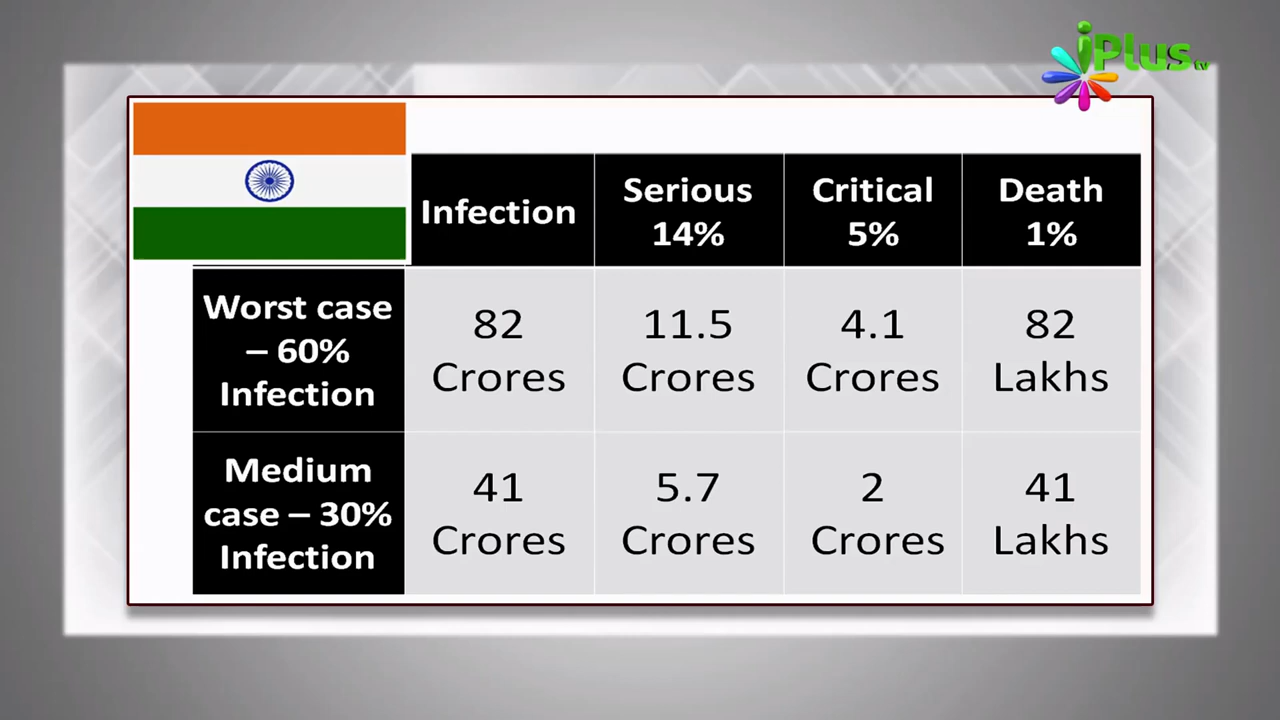 iPlus tv
Infection
Serious
14%
Critical
5%
Death
1%
Worst case
– 60%
Infection
82
Crores
11.5
Crores
4.1
Crores
82
Lakhs
Medium
case – 30%
Infection
41
Crores
5.7
Crores
2
Crores
41
Lakhs